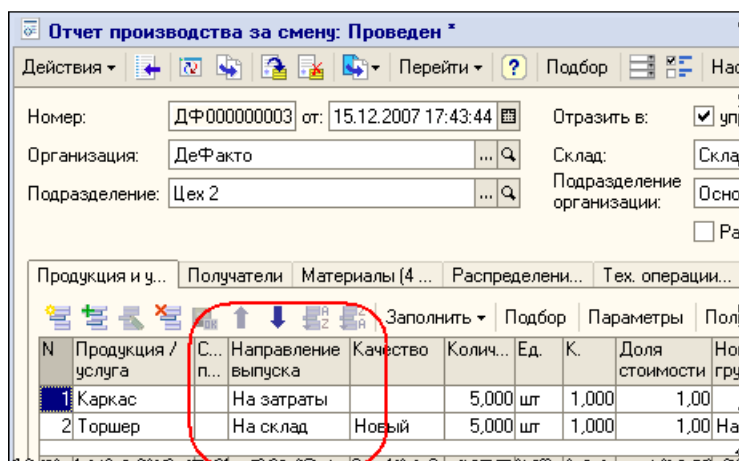 Отчет производства за смену: Проведен *
Действия Перейти ? Подбор
Номер: ДФ000000003 от: 15.12.2007 17:43:44 Отразить в:
Организация: ДеФакто ... Склад:
Подразделение: Цех 2 ... Подразделение организации:
Продукция и у... Получатели Материалы (4 ... Распределени... Тех. операции...
Заполнить Подбор Параметры
N Продукция / услуга С... п... Направление выпуска Качество Колич... Ед. К. Доля стоимости
1 Каркас На затраты 5,000 шт 1,000 1,00
2 Торшер На склад Новый 5,000 шт 1,000 1,00 На